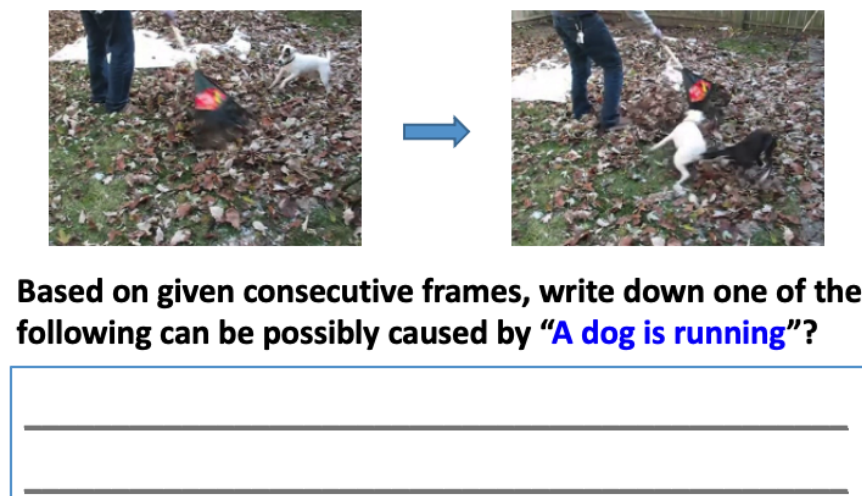 Based on given consecutive frames, write down one of the
following can be possibly caused by “A dog is running”?